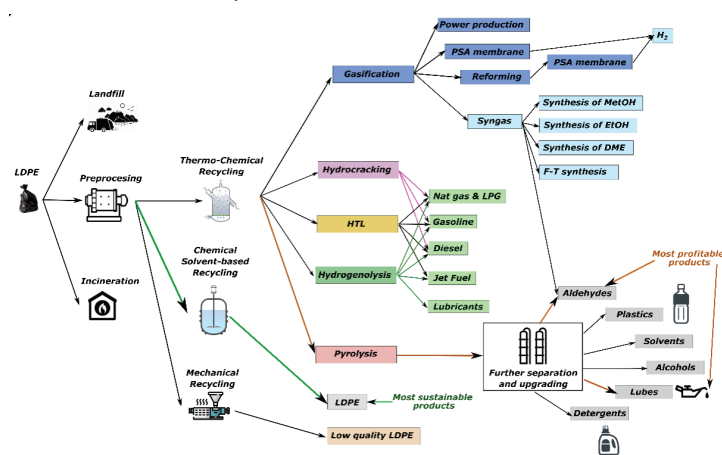 Power production
PSA membrane
H₂
Gasification
Reforming
PSA membrane
Landfill
Syngas
Synthesis of MetOH
Synthesis of EtOH
Synthesis of DME
F-T synthesis
LDPE
Preprocesing
Thermo-Chemical
Recycling
Hydrocracking
Nat gas & LPG
HTL
Gasoline
Diesel
Hydrogenolysis
Jet Fuel
Lubricants
Chemical
Solvent-based
Recycling
Incineration
Most profitable
products
Aldehydes
Plastics
Pyrolysis
Solvents
Further separation
and upgrading
Alcohols
Lubes
Detergents
Mechanical
Recycling
LDPE
Most sustainable
products
Low quality LDPE